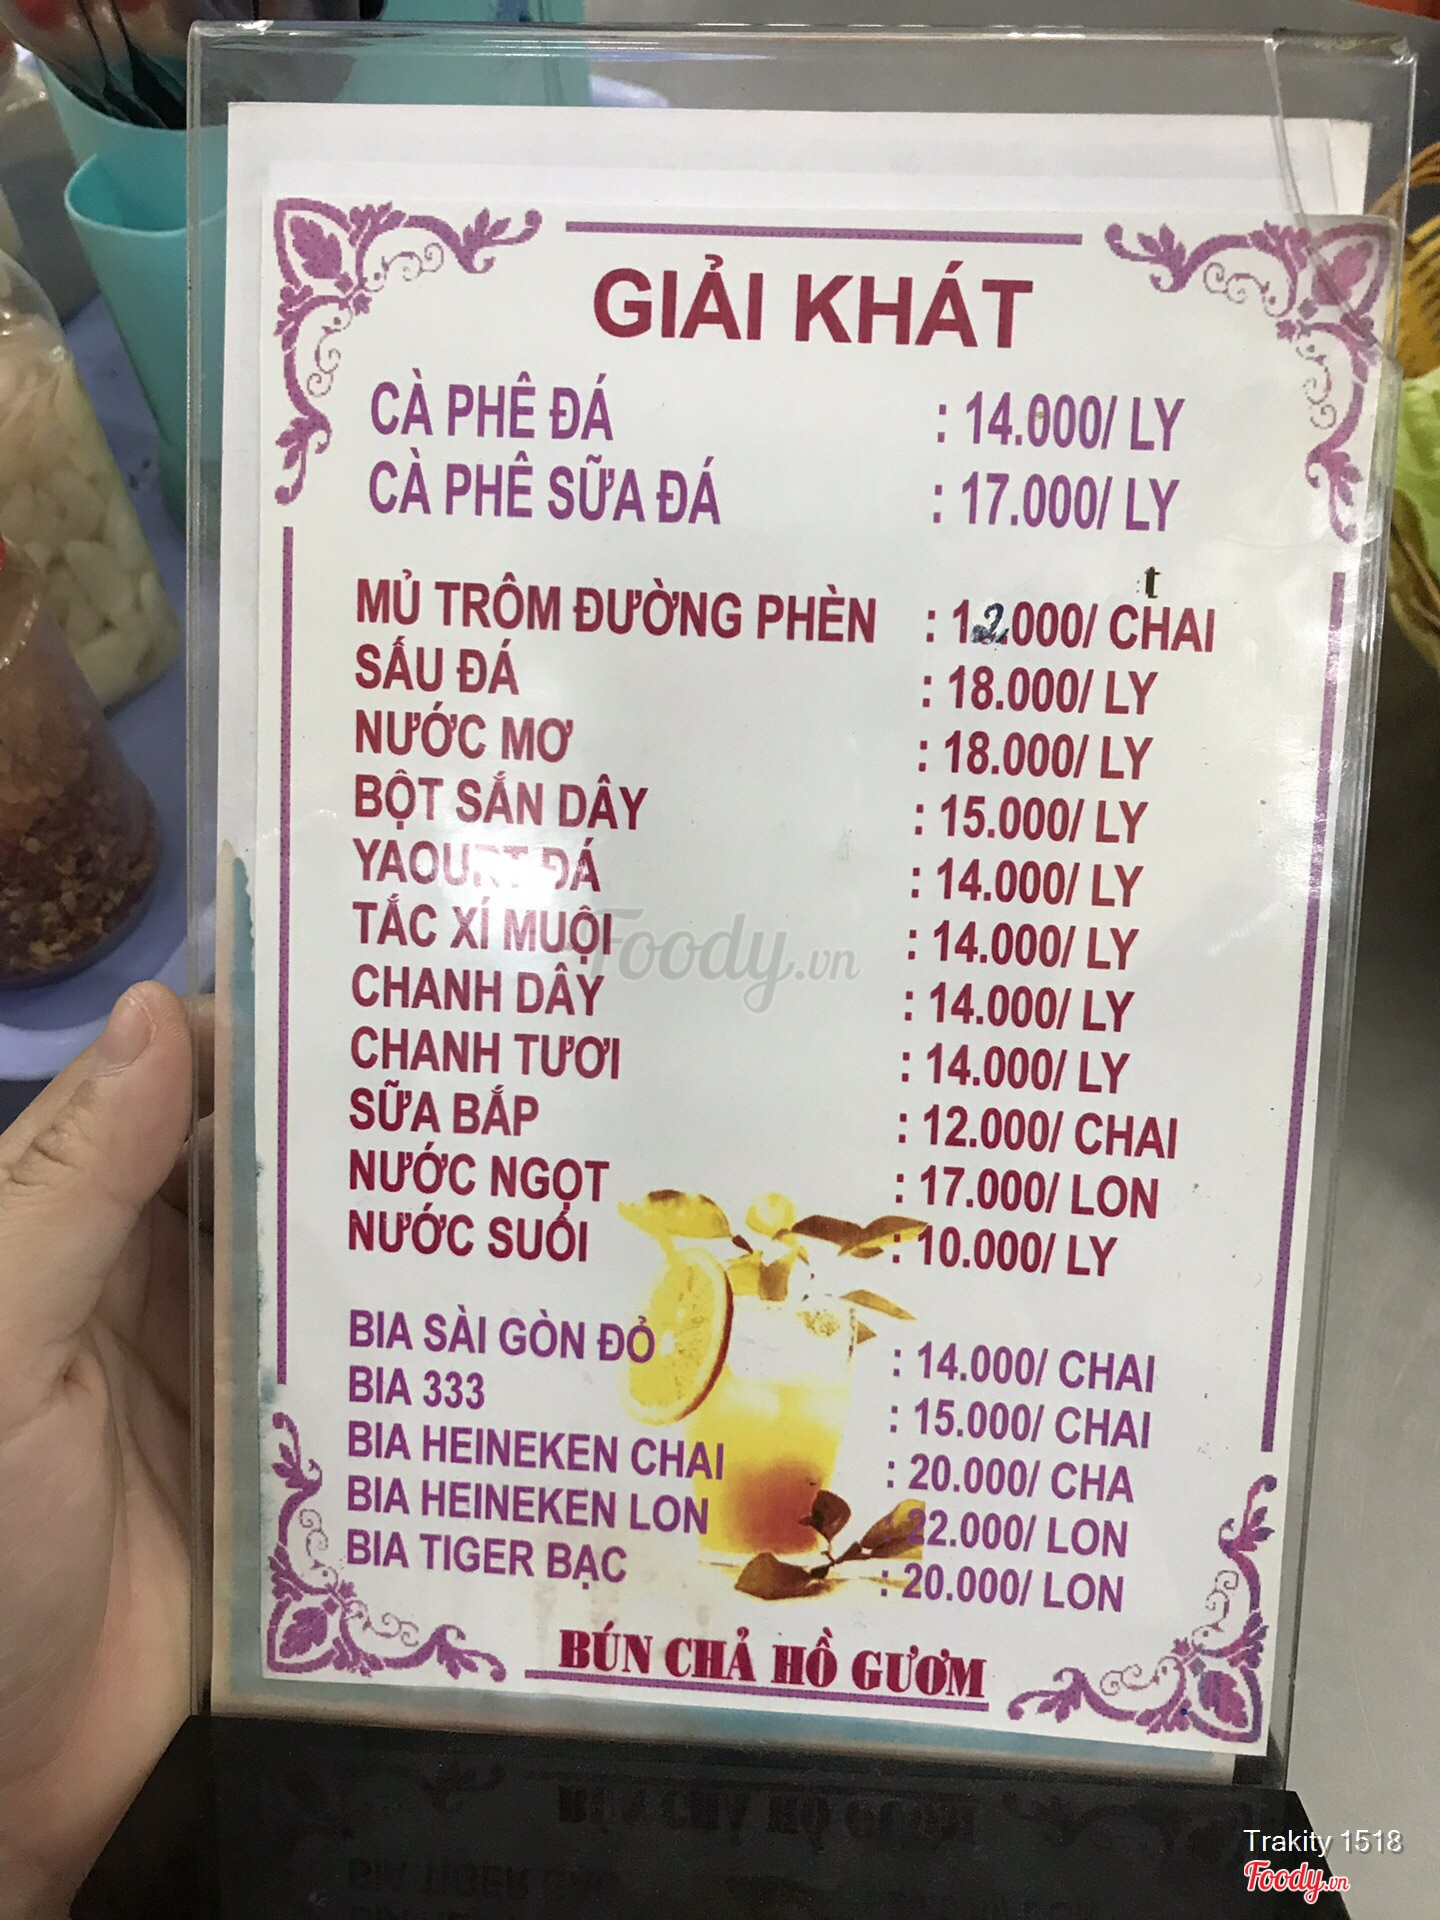 GIẢI KHÁT
CÀ PHÊ ĐÁ : 14.000/ LY
CÀ PHÊ SỮA ĐÁ : 17.000/ LY
t
MỦ TRÔM ĐƯỜNG PHÈN : 12.000/ CHAI
SẤU ĐÁ : 18.000/ LY
NƯỚC MƠ : 18.000/ LY
BỘT SẮN DÂY : 15.000/ LY
YAOURT ĐÁ : 14.000/ LY
TẮC XÍ MUỘI : 14.000/ LY
CHANH DÂY : 14.000/ LY
CHANH TƯƠI : 14.000/ LY
SỮA BẮP : 12.000/ CHAI
NƯỚC NGỌT : 17.000/ LON
NƯỚC SUỐI : 10.000/ LY
BIA SÀI GÒN ĐỎ : 14.000/ CHAI
BIA 333 : 15.000/ CHAI
BIA HEINEKEN CHAI : 20.000/ CHA
BIA HEINEKEN LON : 22.000/ LON
BIA TIGER BẠC : 20.000/ LON
BÚN CHẢ HỒ GƯƠM
Foody.vn
Trakity 1518
Foody.vn